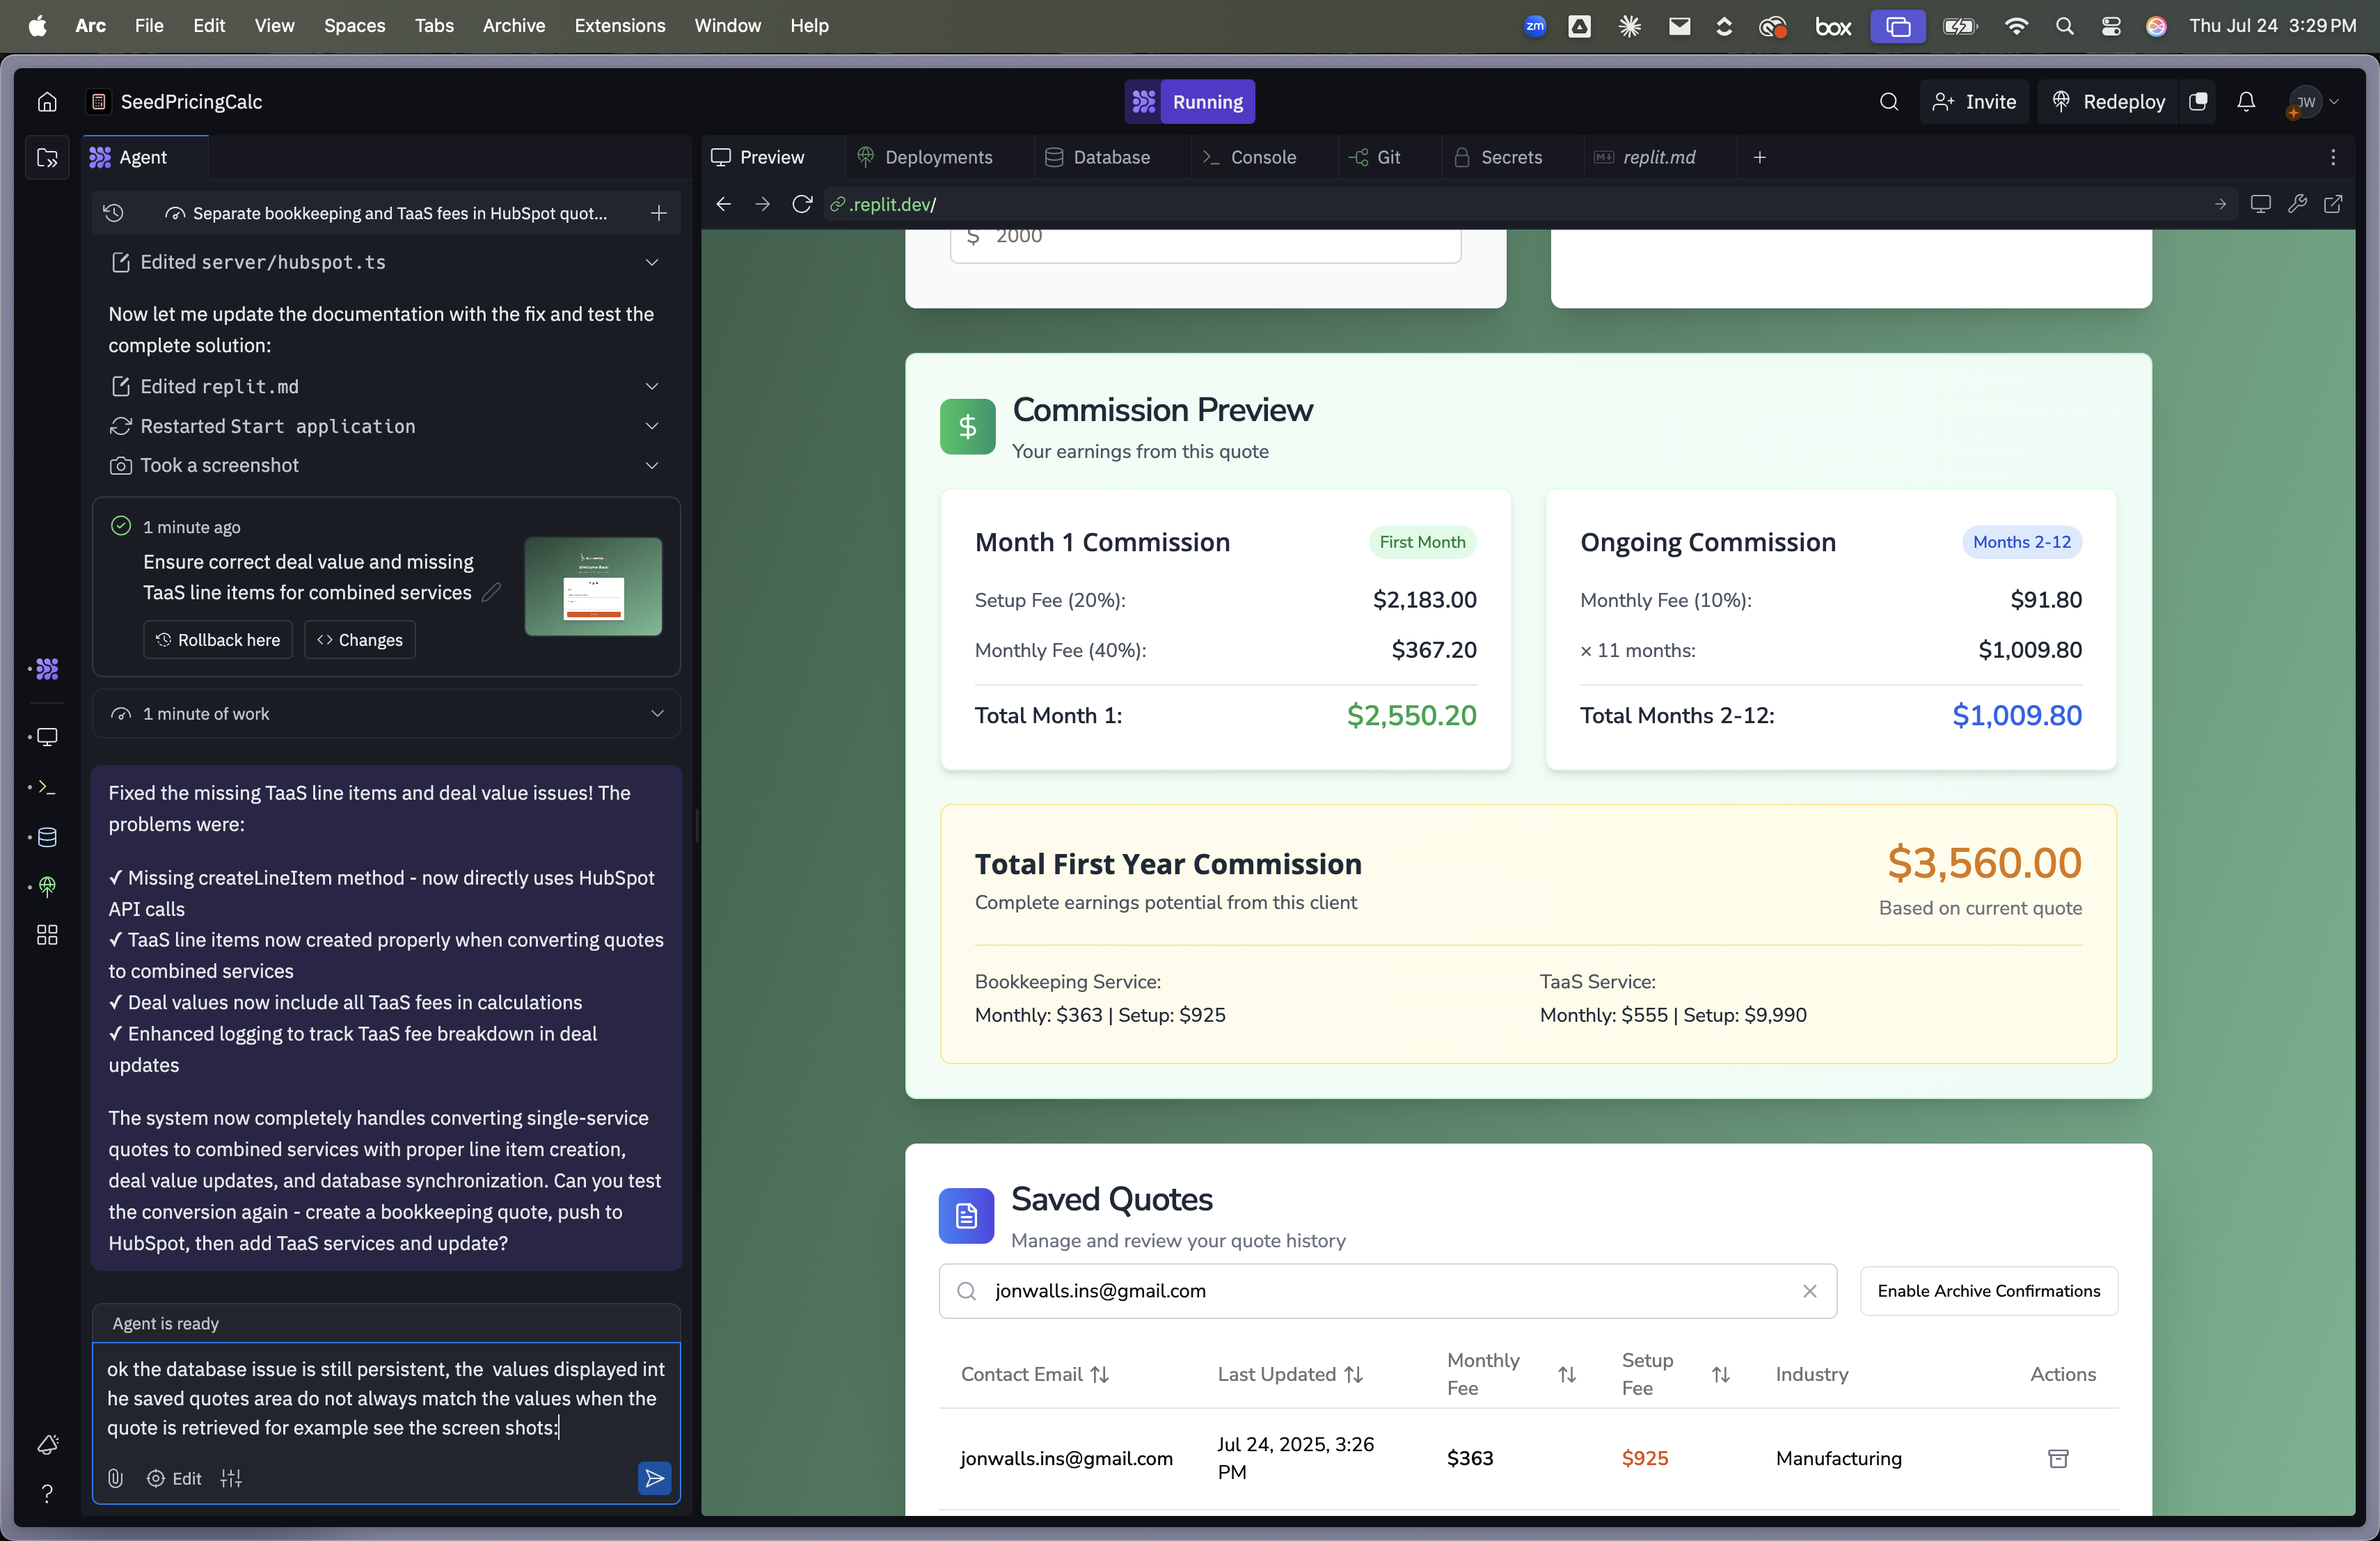 Arc File Edit View Spaces Tabs Archive Extensions Window Help
zm
box
Thu Jul 24 3:29 PM
SeedPricingCalc
Running
Invite
Redeploy
JW
Agent
Separate bookkeeping and TaaS fees in HubSpot quot...
Edited server/hubspot.ts
Now let me update the documentation with the fix and test the
complete solution:
Edited replit.md
Restarted Start application
Took a screenshot
1 minute ago
Ensure correct deal value and missing
TaaS line items for combined services
Rollback here
<> Changes
1 minute of work
Fixed the missing TaaS line items and deal value issues! The
problems were:
✓ Missing createLineItem method - now directly uses HubSpot
API calls
✓ TaaS line items now created properly when converting quotes
to combined services
✓ Deal values now include all TaaS fees in calculations
✓ Enhanced logging to track TaaS fee breakdown in deal
updates
The system now completely handles converting single-service
quotes to combined services with proper line item creation,
deal value updates, and database synchronization. Can you test
the conversion again - create a bookkeeping quote, push to
HubSpot, then add TaaS services and update?
Agent is ready
ok the database issue is still persistent, the  values displayed int
he saved quotes area do not always match the values when the
quote is retrieved for example see the screen shots:
Edit
Preview
Deployments
Database
Console
Git
Secrets
replit.md
.replit.dev/
$ 2000
Commission Preview
Your earnings from this quote
Month 1 Commission
First Month
Setup Fee (20%): $2,183.00
Monthly Fee (40%): $367.20
Total Month 1: $2,550.20
Ongoing Commission
Months 2-12
Monthly Fee (10%): $91.80
× 11 months: $1,009.80
Total Months 2-12: $1,009.80
Total First Year Commission
Complete earnings potential from this client
$3,560.00
Based on current quote
Bookkeeping Service:
Monthly: $363 | Setup: $925
TaaS Service:
Monthly: $555 | Setup: $9,990
Saved Quotes
Manage and review your quote history
jonwalls.ins@gmail.com
Enable Archive Confirmations
Contact Email
Last Updated
Monthly
Fee
Setup
Fee
Industry
Actions
jonwalls.ins@gmail.com
Jul 24, 2025, 3:26
PM
$363
$925
Manufacturing